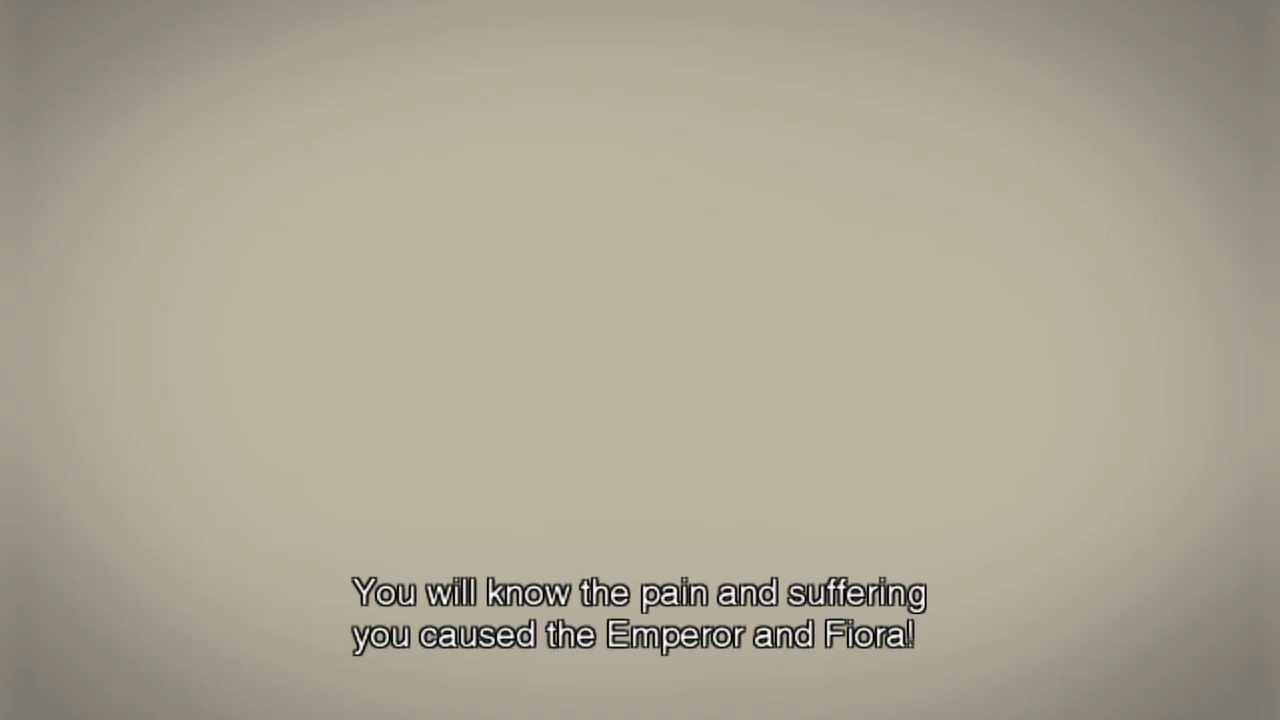 You will know the pain and suffering
you caused the Emperor and Fiora!